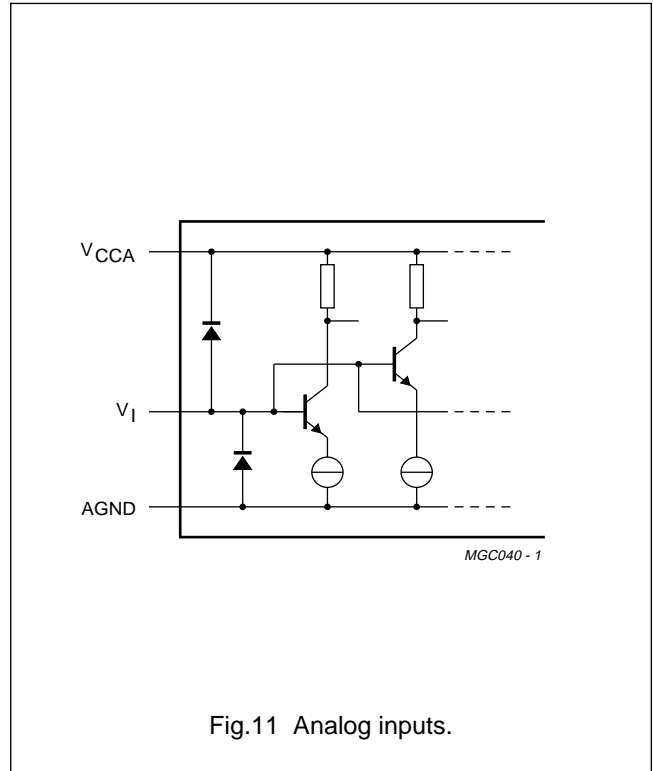 VCCA
VI
AGND
MGC040 - 1
Fig.11 Analog inputs.